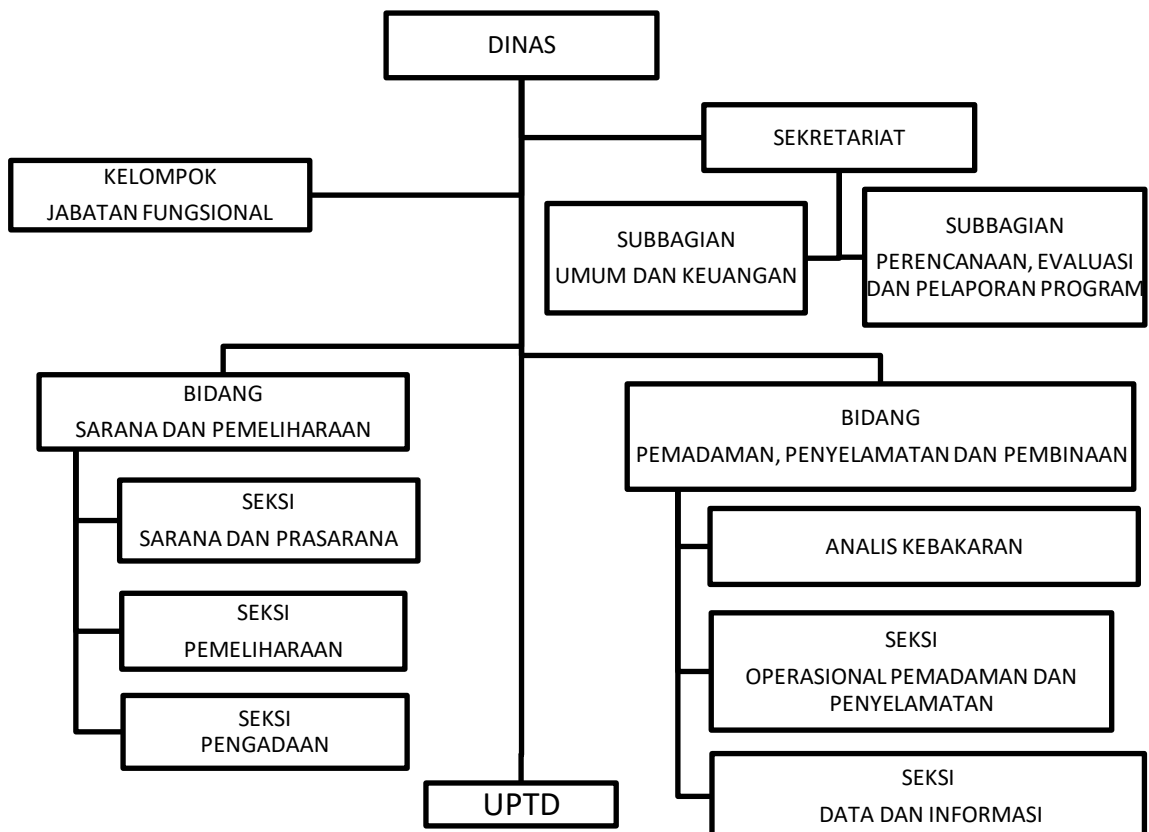 DINAS
SEKRETARIAT
KELOMPOK
JABATAN FUNGSIONAL
SUBBAGIAN
UMUM DAN KEUANGAN
SUBBAGIAN
PERENCANAAN, EVALUASI
DAN PELAPORAN PROGRAM
BIDANG
SARANA DAN PEMELIHARAAN
SEKSI
SARANA DAN PRASARANA
SEKSI
PEMELIHARAAN
SEKSI
PENGADAAN
BIDANG
PEMADAMAN, PENYELAMATAN DAN PEMBINAAN
ANALIS KEBAKARAN
SEKSI
OPERASIONAL PEMADAMAN DAN
PENYELAMATAN
SEKSI
DATA DAN INFORMASI
UPTD